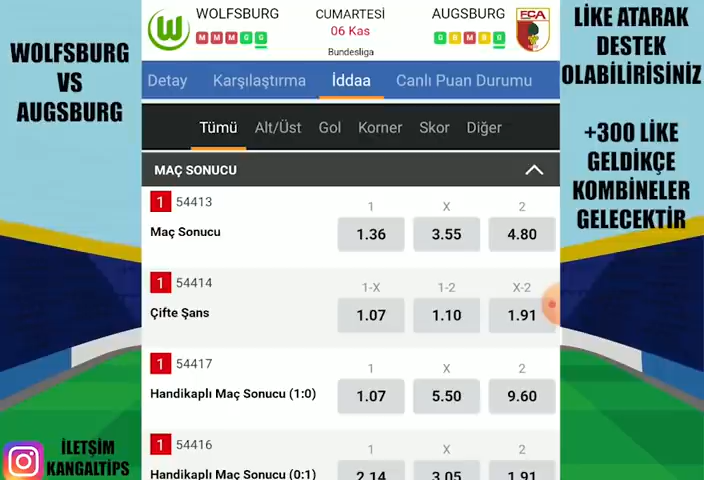 WOLFSBURG
VS
AUGSBURG
WOLFSBURG
M M M G G
CUMARTESİ
06 Kas
Bundesliga
AUGSBURG
G B M B G
FCA
Detay Karşılaştırma İddaa Canlı Puan Durumu
Tümü Alt/Üst Gol Korner Skor Diğer
MAÇ SONUCU
1 54413
Maç Sonucu
1 X 2
1.36 3.55 4.80
1 54414
Çifte Şans
1-X 1-2 X-2
1.07 1.10 1.91
1 54417
Handikaplı Maç Sonucu (1:0)
1 X 2
1.07 5.50 9.60
1 54416
Handikaplı Maç Sonucu (0:1)
1 X 2
2.14 3.05 1.91
LİKE ATARAK
DESTEK
OLABİLİRİSİNİZ
+300 LİKE
GELDİKÇE
KOMBİNELER
GELECEKTİR
İLETŞİM
KANGALTİPS